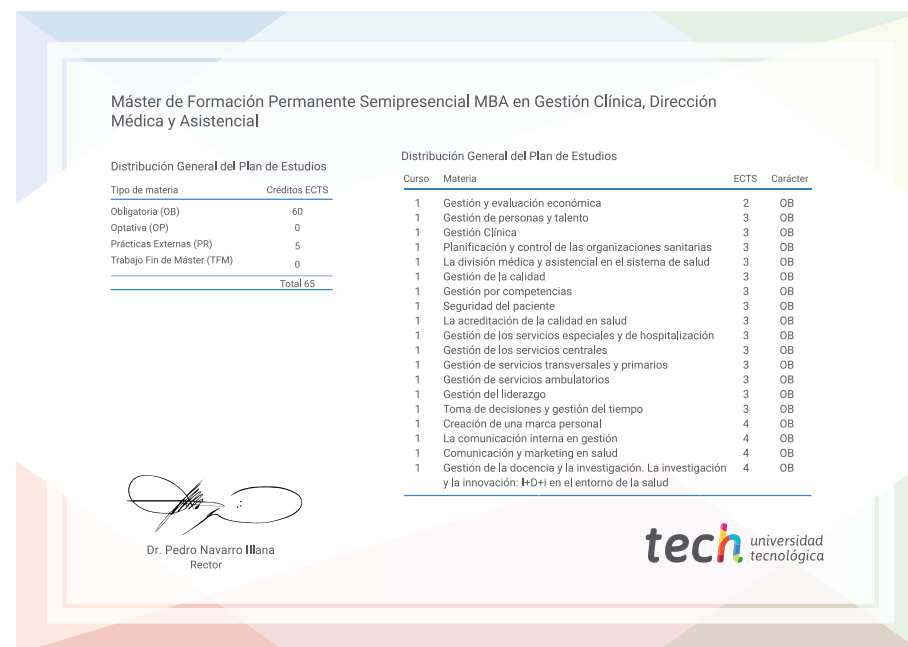 Máster de Formación Permanente Semipresencial MBA en Gestión Clínica, Dirección
Médica y Asistencial
Distribución General del Plan de Estudios
Tipo de materia Créditos ECTS
Obligatoria (OB) 60
Optativa (OP) 0
Prácticas Externas (PR) 5
Trabajo Fin de Máster (TFM) 0
Total 65
Distribución General del Plan de Estudios
Curso Materia ECTS Carácter
1 Gestión y evaluación económica 2 OB
1 Gestión de personas y talento 3 OB
1 Gestión Clínica 3 OB
1 Planificación y control de las organizaciones sanitarias 3 OB
1 La división médica y asistencial en el sistema de salud 3 OB
1 Gestión de la calidad 3 OB
1 Gestión por competencias 3 OB
1 Seguridad del paciente 3 OB
1 La acreditación de la calidad en salud 3 OB
1 Gestión de los servicios especiales y de hospitalización 3 OB
1 Gestión de los servicios centrales 3 OB
1 Gestión de servicios transversales y primarios 3 OB
1 Gestión de servicios ambulatorios 3 OB
1 Gestión del liderazgo 3 OB
1 Toma de decisiones y gestión del tiempo 3 OB
1 Creación de una marca personal 4 OB
1 La comunicación interna en gestión 4 OB
1 Comunicación y marketing en salud 4 OB
1 Gestión de la docencia y la investigación. La investigación 4 OB
y la innovación: I+D+i en el entorno de la salud
Dr. Pedro Navarro Illana
Rector
tech universidad
tecnológica